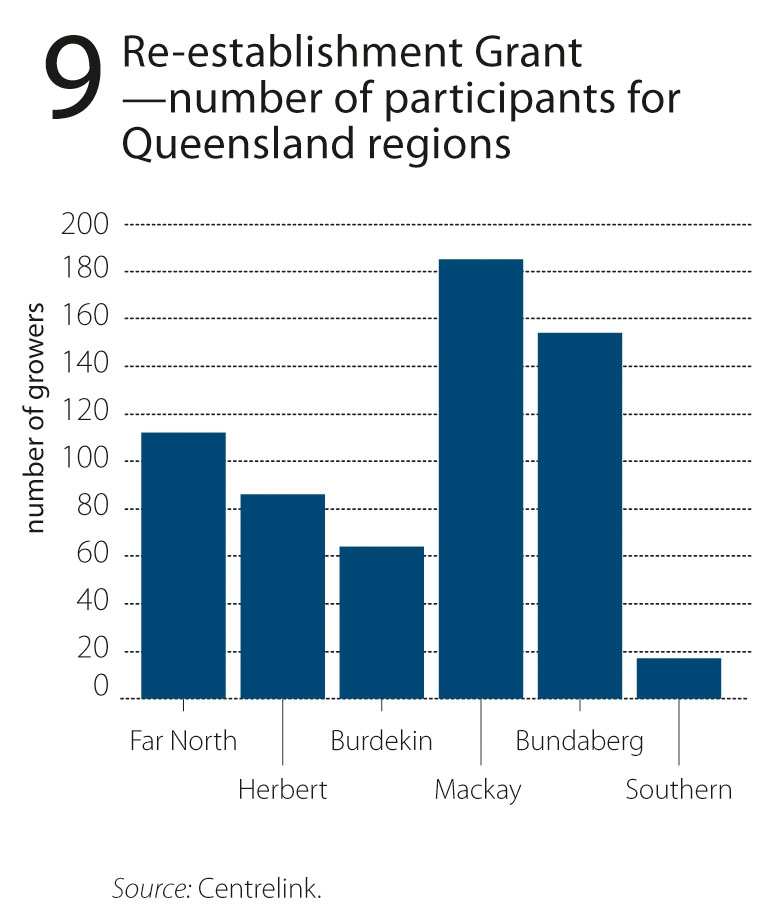 9
Re-establishment Grant
—number of participants for
Queensland regions
number of growers
200
180
160
140
120
100
80
60
40
20
0
Far North
Burdekin
Bundaberg
Herbert
Mackay
Southern
Source: Centrelink.